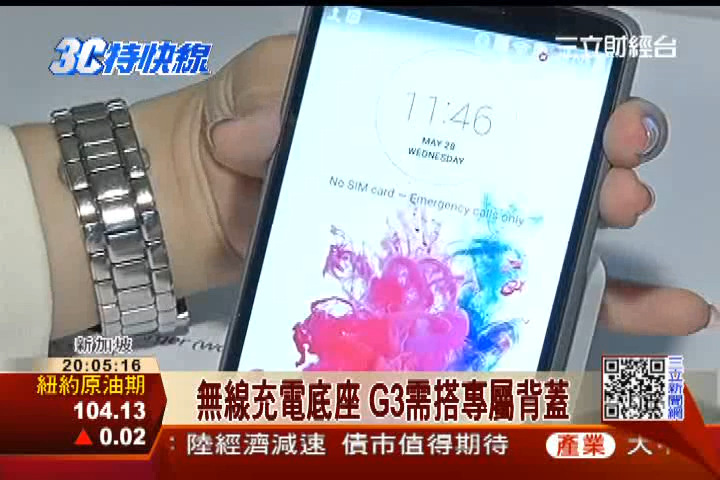 3C特快線
三立財經台
11:46
MAY 28
WEDNESDAY
No SIM card – Emergency calls only
新加坡
20:05:16
紐約原油期
104.13
▲0.02
無線充電底座 G3需搭專屬背蓋
三立新聞網
陸經濟減速 債市值得期待
產業